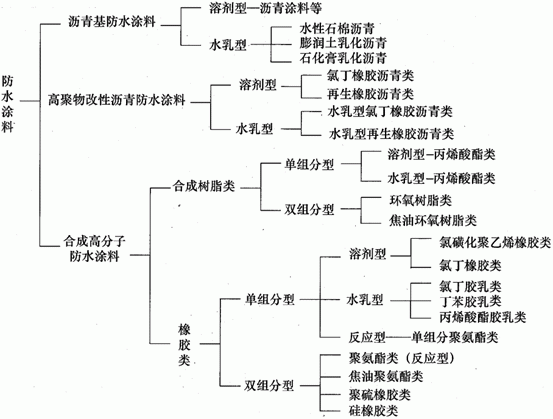 防水涂料
沥青基防水涂料
溶剂型—沥青涂料等
水乳型
水性石棉沥青
膨润土乳化沥青
石化膏乳化沥青
高聚物改性沥青防水涂料
溶剂型
氯丁橡胶沥青类
再生橡胶沥青类
水乳型
水乳型氯丁橡胶沥青类
水乳型再生橡胶沥青类
合成高分子
防水涂料
合成树脂类
单组分型
溶剂型-丙烯酸酯类
水乳型-丙烯酸酯类
双组分型
环氧树脂类
焦油环氧树脂类
橡胶类
单组分型
溶剂型
氯磺化聚乙烯橡胶类
氯丁橡胶类
水乳型
氯丁胶乳类
丁苯胶乳类
丙烯酸酯胶乳类
反应型—单组分聚氨酯类
双组分型
聚氨酯类（反应型）
焦油聚氨酯类
聚硫橡胶类
硅橡胶类